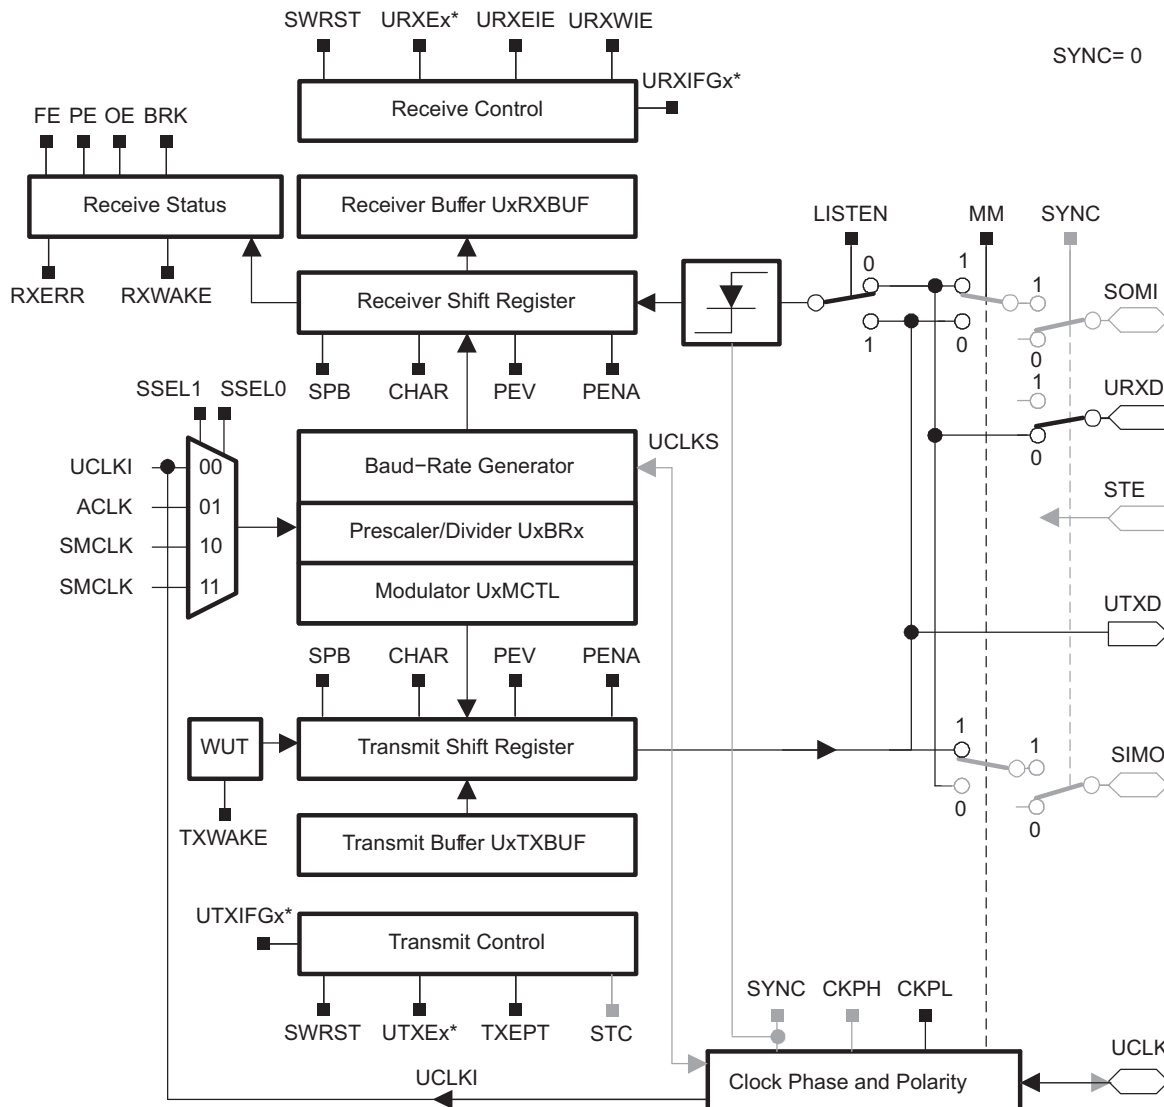 SWRST URXEx* URXEIE URXWIE
SYNC= 0
URXIFGx*
Receive Control
FE PE OE BRK
Receive Status
Receiver Buffer UxRXBUF
LISTEN MM SYNC
RXERR RXWAKE
Receiver Shift Register
0 1 1
SOMI
1 0 0
SPB CHAR PEV PENA
SSEL1 SSEL0
1
URXD
UCLKS
0
UCLKI 00
Baud−Rate Generator
ACLK 01
STE
Prescaler/Divider UxBRx
SMCLK 10
SMCLK 11
Modulator UxMCTL
UTXD
SPB CHAR PEV PENA
WUT
Transmit Shift Register
1 1
SIMO
0 0
TXWAKE
Transmit Buffer UxTXBUF
UTXIFGx*
Transmit Control
SYNC CKPH CKPL
SWRST UTXEx* TXEPT STC
UCLK
UCLKI
Clock Phase and Polarity